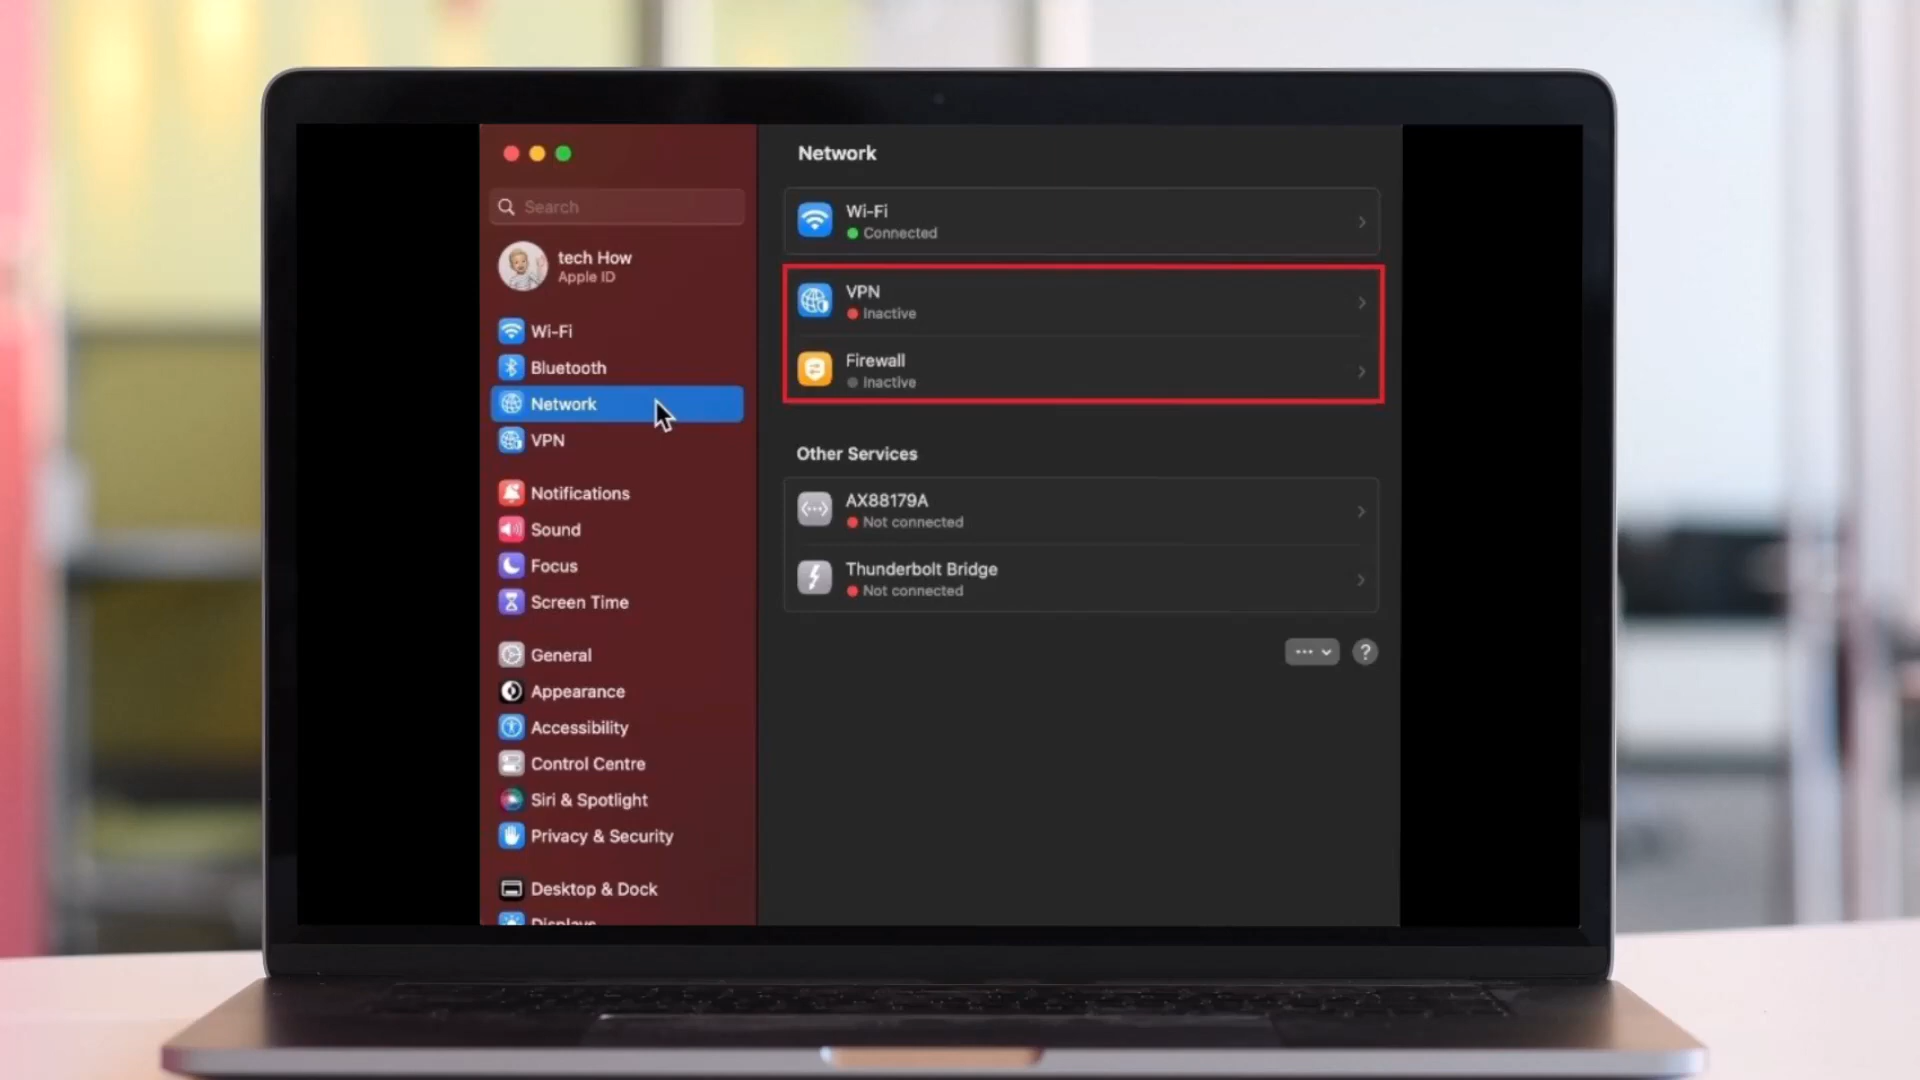 Network
Search
tech How
Apple ID
Wi-Fi
Bluetooth
Network
VPN
Notifications
Sound
Focus
Screen Time
General
Appearance
Accessibility
Control Centre
Siri & Spotlight
Privacy & Security
Desktop & Dock
Displays
Wi-Fi
Connected
VPN
Inactive
Firewall
Inactive
Other Services
AX88179A
Not connected
Thunderbolt Bridge
Not connected
?